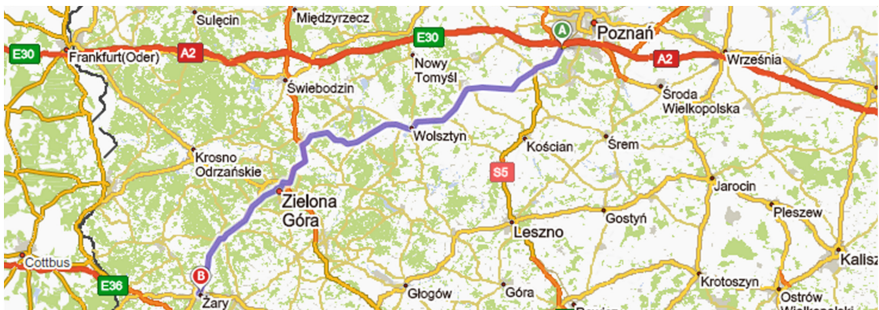 Sulęcin
Międzyrzecz
A
Poznań
E30
E30
A2
Frankfurt(Oder)
A2
Września
Nowy
Tomyśl
Świebodzin
Środa
Wielkopolska
Wolsztyn
Kościan
Śrem
Krosno
Odrzańskie
S5
Jarocin
Zielona
Góra
Gostyń
Pleszew
Leszno
Cottbus
B
Kalisz
E36
Żary
Głogów
Góra
Krotoszyn
Ostrów
Wielkopolski